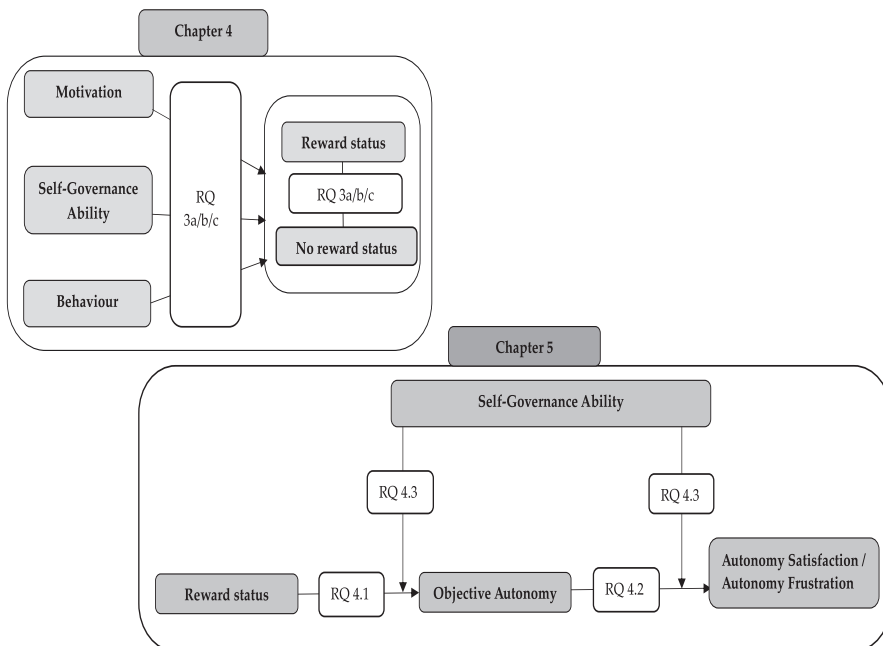 Chapter 4
Motivation
Self-Governance
Ability
Behaviour
RQ
3a/b/c
Reward status
RQ 3a/b/c
No reward status
Chapter 5
Self-Governance Ability
RQ 4.3
RQ 4.3
Reward status
RQ 4.1
Objective Autonomy
RQ 4.2
Autonomy Satisfaction /
Autonomy Frustration